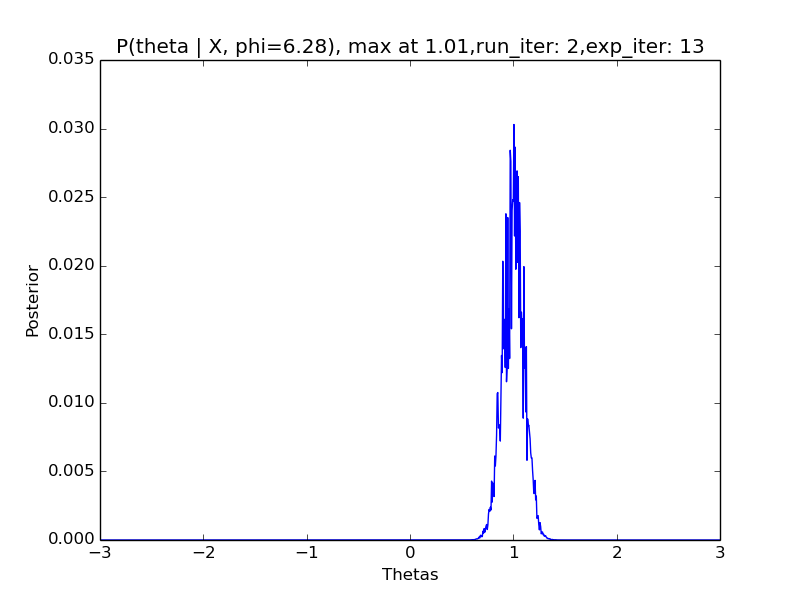 P(theta | X, phi=6.28), max at 1.01,run_iter: 2,exp_iter: 13
0.035
0.030
0.025
0.020
0.015
0.010
0.005
0.000
Posterior
−3 −2 −1 0 1 2 3
Thetas